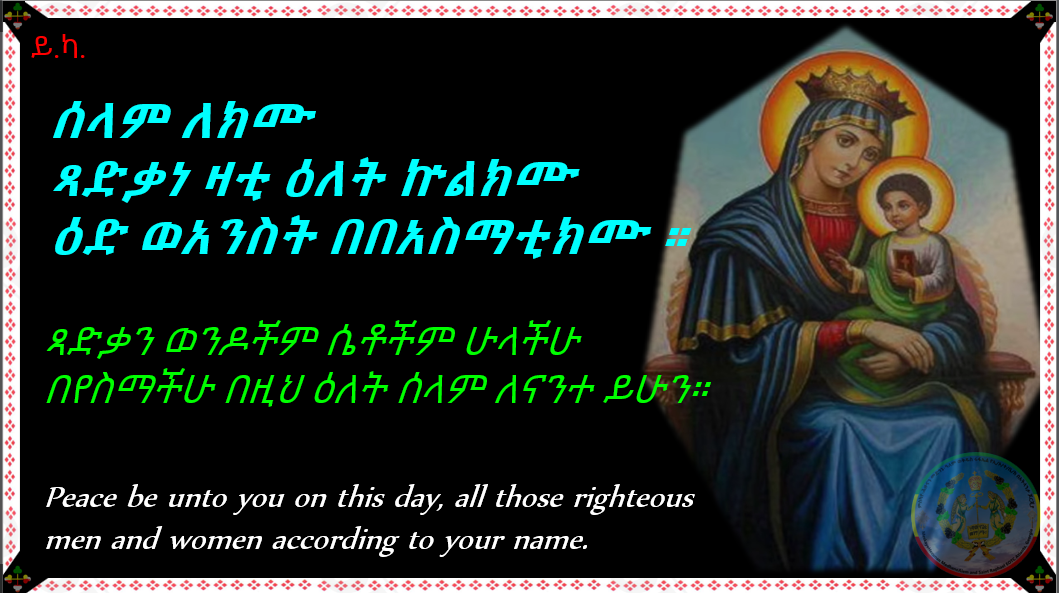 ይ.ካ.
ሰላም ለክሙ
ጻድቃነ ዛቲ ዕለት ኵልክሙ
ዕድ ወአንስት በበአስማቲክሙ ።
ጻድቃን ወንዶችም ሴቶችም ሁላችሁ
በየስማችሁ በዚህ ዕለት ሰላም ለናንተ ይሁን።
Peace be unto you on this day, all those righteous
men and women according to your name.